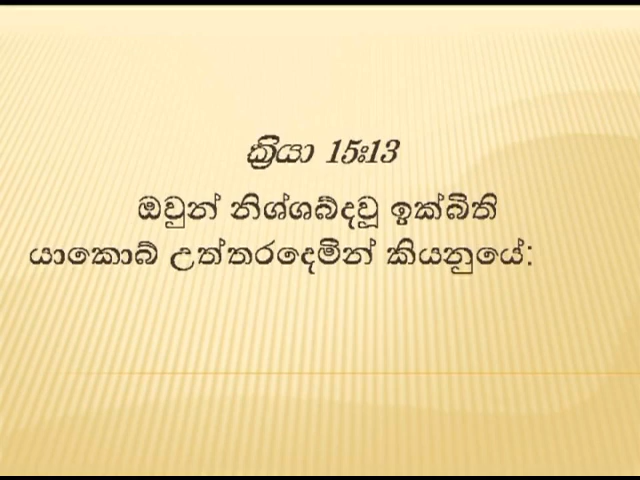 ක්‍රියා 15:13
ඔවුන් නිශ්ශබ්දවූ ඉක්බිති
යාකොබ් උත්තරදෙමින් කියනුයේ: